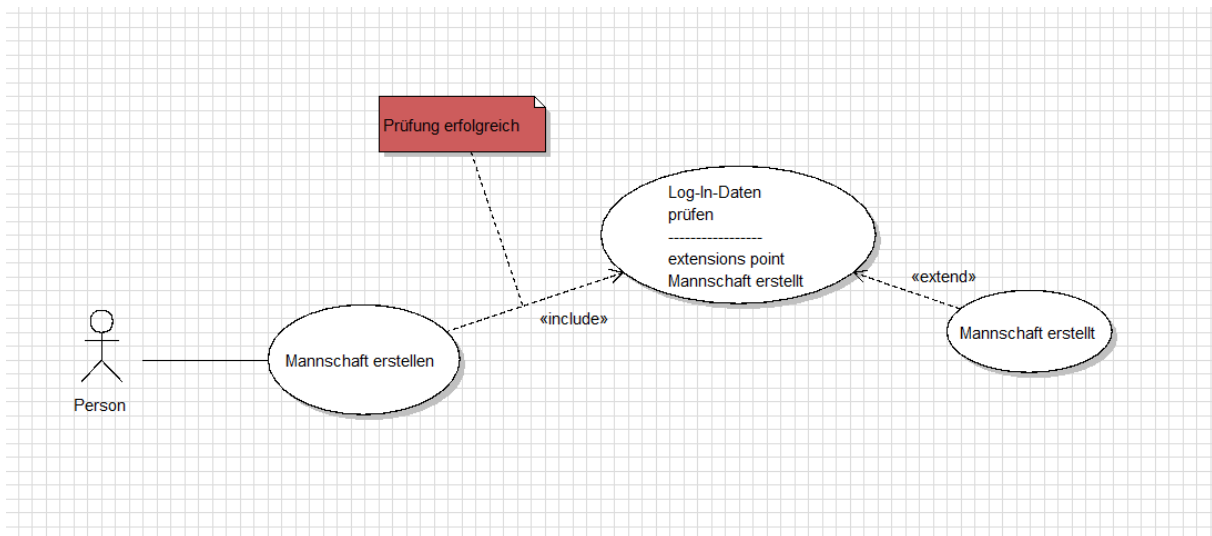 Prüfung erfolgreich
Log-In-Daten
prüfen
-----------------
extensions point
Mannschaft erstellt
«extend»
«include»
Mannschaft erstellt
Mannschaft erstellen
Person